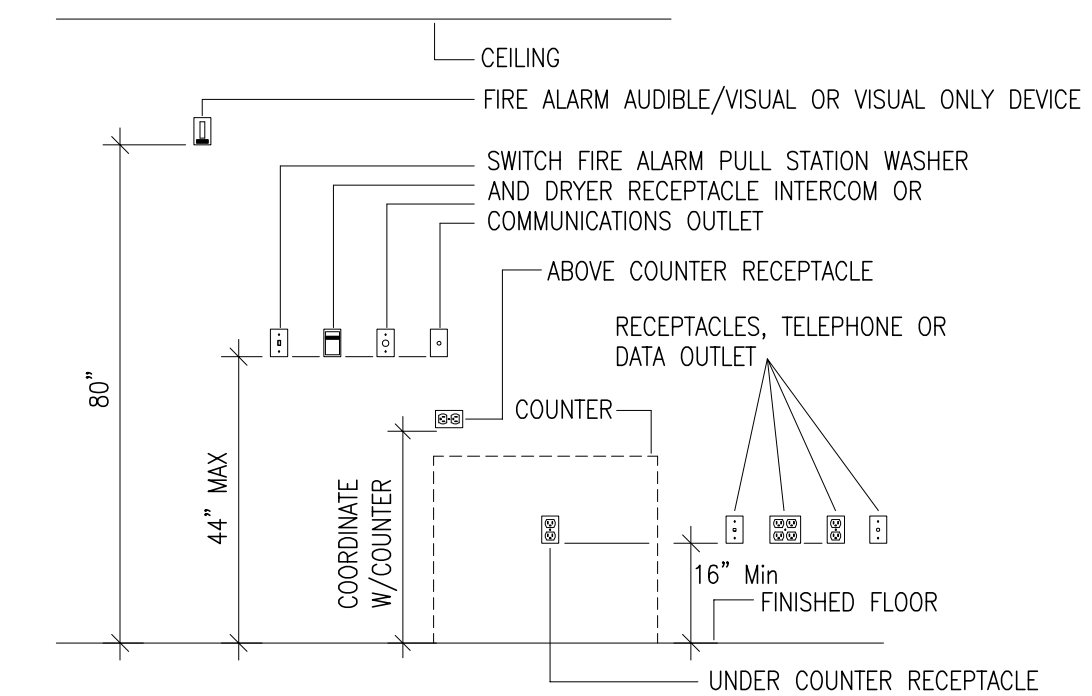 CEILING
FIRE ALARM AUDIBLE/VISUAL OR VISUAL ONLY DEVICE
SWITCH FIRE ALARM PULL STATION WASHER
AND DRYER RECEPTACLE INTERCOM OR
COMMUNICATIONS OUTLET
ABOVE COUNTER RECEPTACLE
RECEPTACLES, TELEPHONE OR
DATA OUTLET
COUNTER
80”
44” MAX
COORDINATE
W/COUNTER
16” Min
FINISHED FLOOR
UNDER COUNTER RECEPTACLE